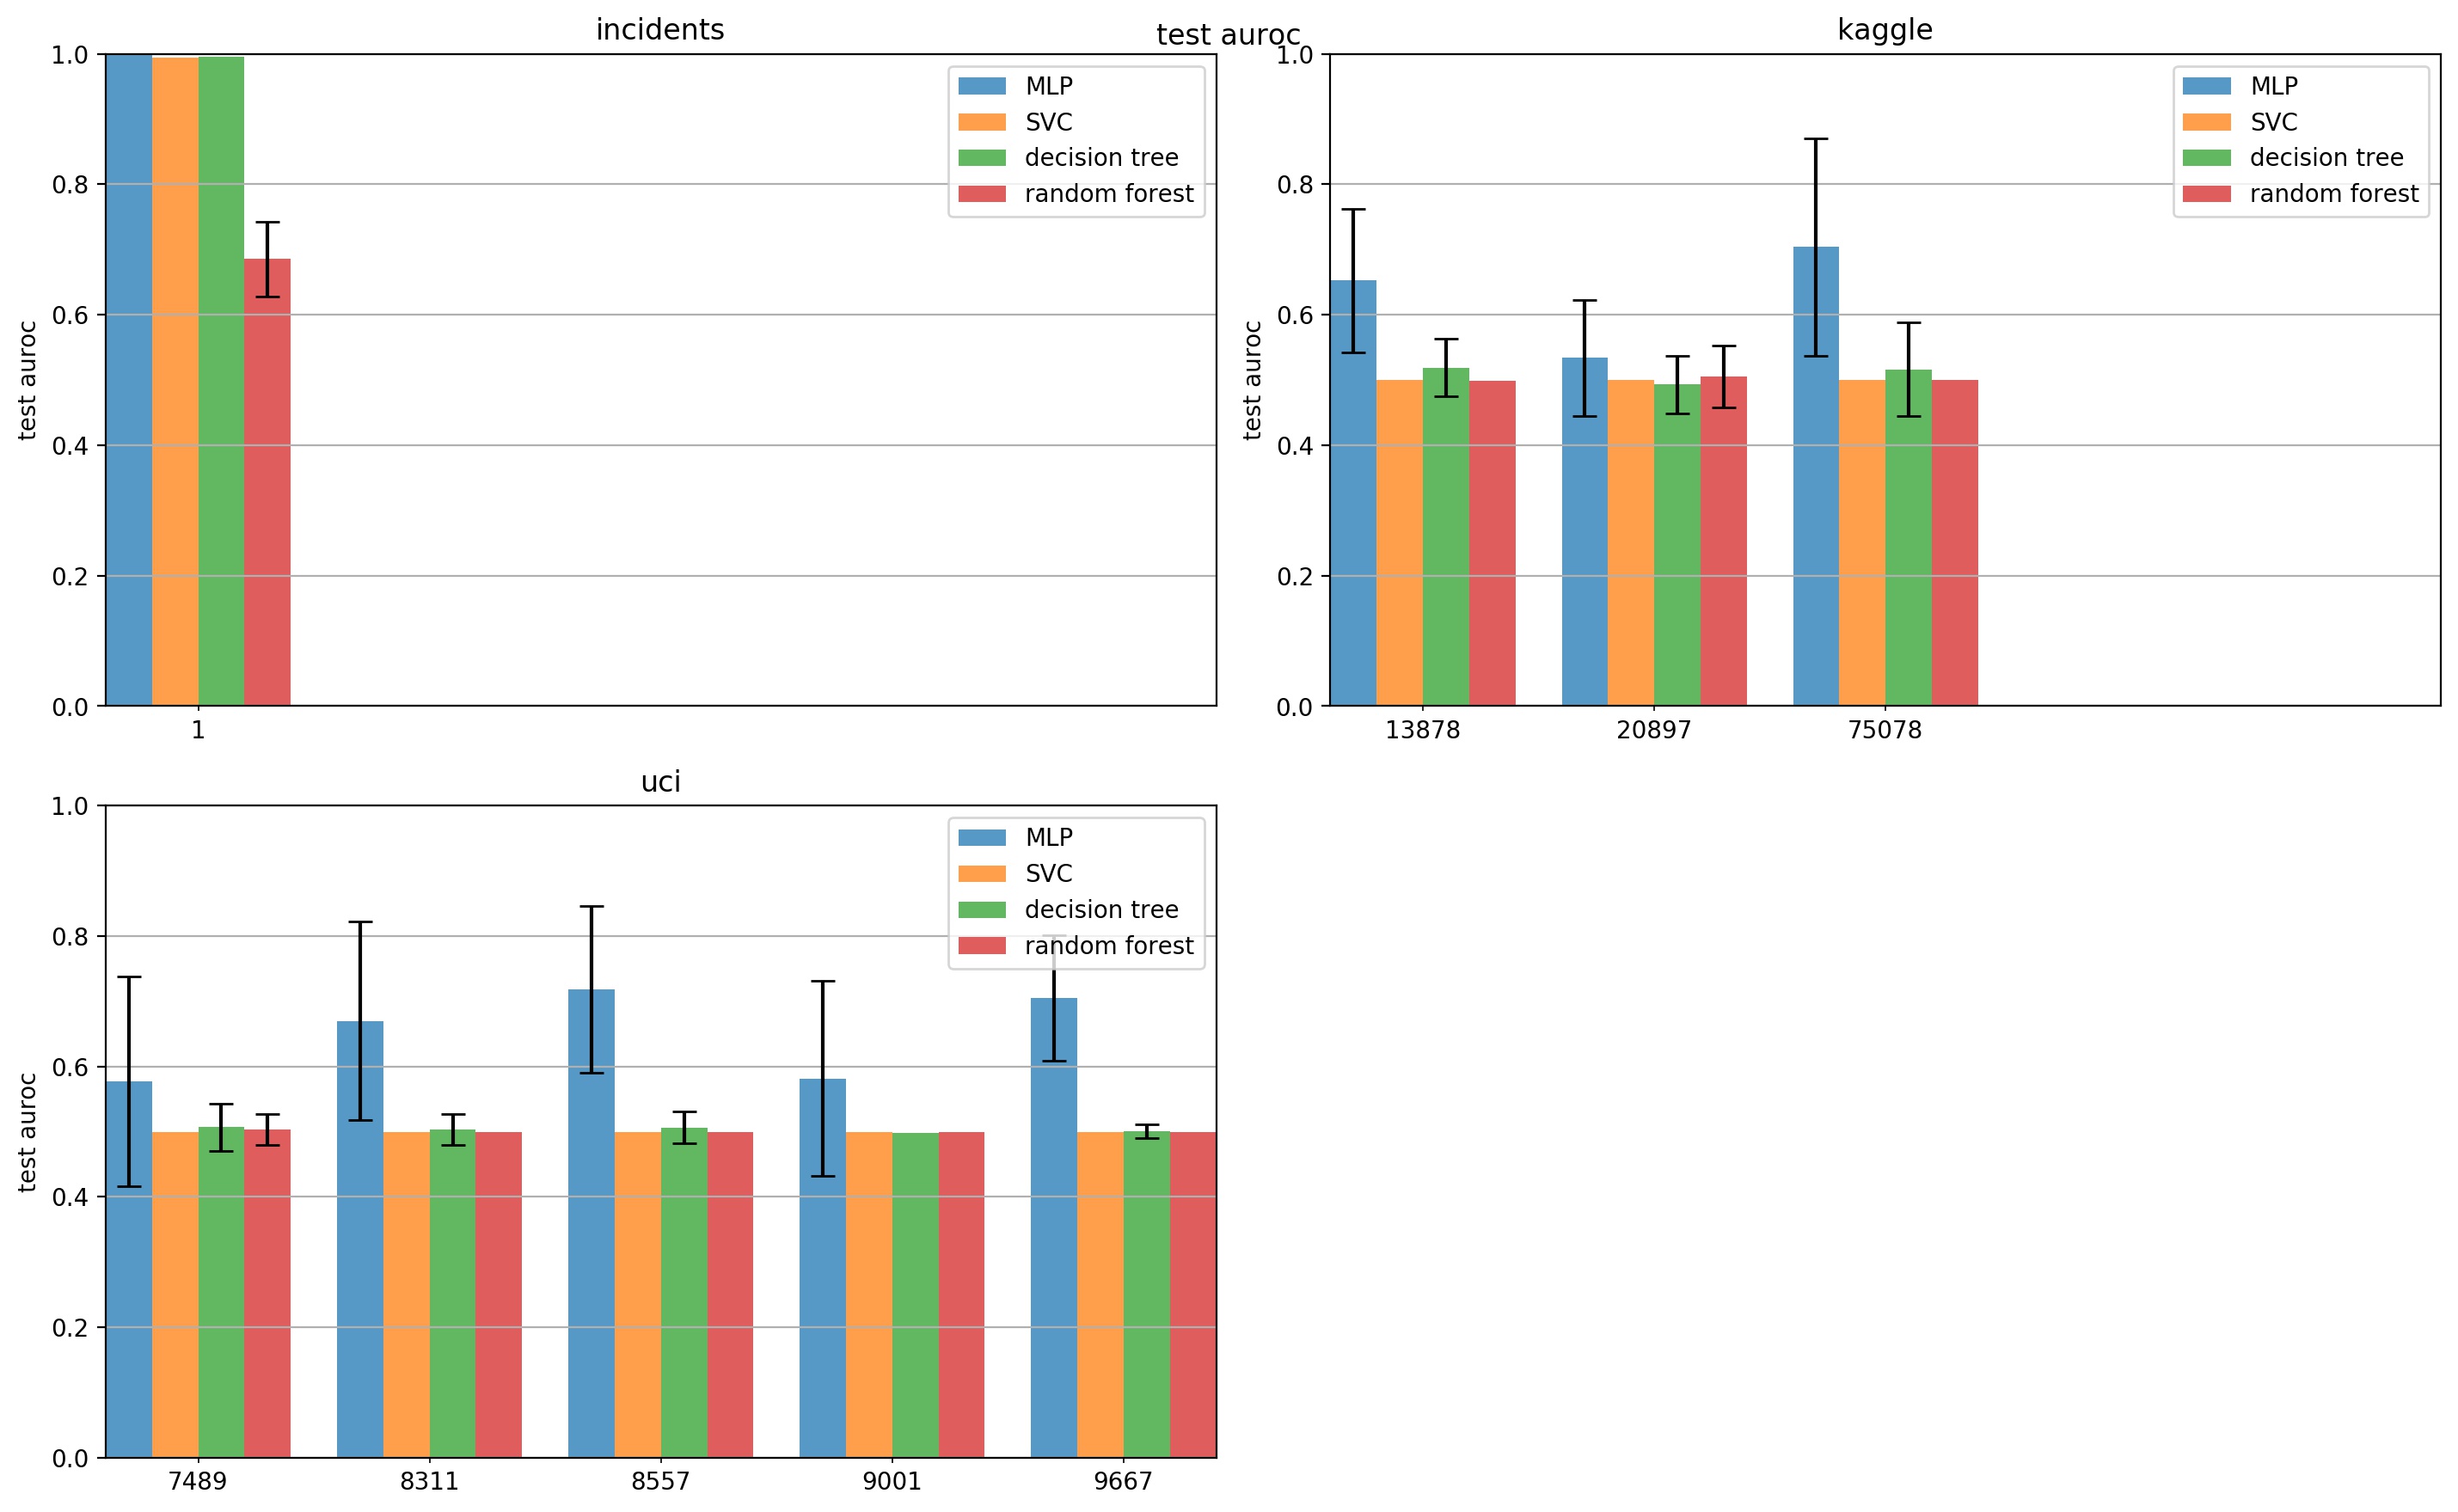 test auroc
incidents
1.0
0.8
0.6
0.4
0.2
0.0
test auroc
1
MLP
SVC
decision tree
random forest
kaggle
1.0
0.8
0.6
0.4
0.2
0.0
test auroc
13878 20897 75078
MLP
SVC
decision tree
random forest
uci
1.0
0.8
0.6
0.4
0.2
0.0
test auroc
7489 8311 8557 9001 9667
MLP
SVC
decision tree
random forest